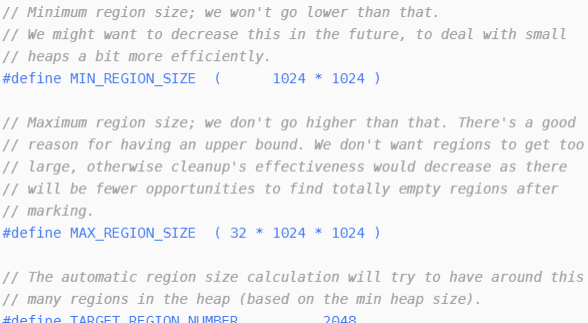 // Minimum region size; we won't go lower than that.
// We might want to decrease this in the future, to deal with small
// heaps a bit more efficiently.
#define MIN_REGION_SIZE  (      1024 * 1024 )
// Maximum region size; we don't go higher than that. There's a good
// reason for having an upper bound. We don't want regions to get too
// large, otherwise cleanup's effectiveness would decrease as there
// will be fewer opportunities to find totally empty regions after
// marking.
#define MAX_REGION_SIZE  ( 32 * 1024 * 1024 )
// The automatic region size calculation will try to have around this
// many regions in the heap (based on the min heap size).
#define TARGET_REGION_NUMBER          2048